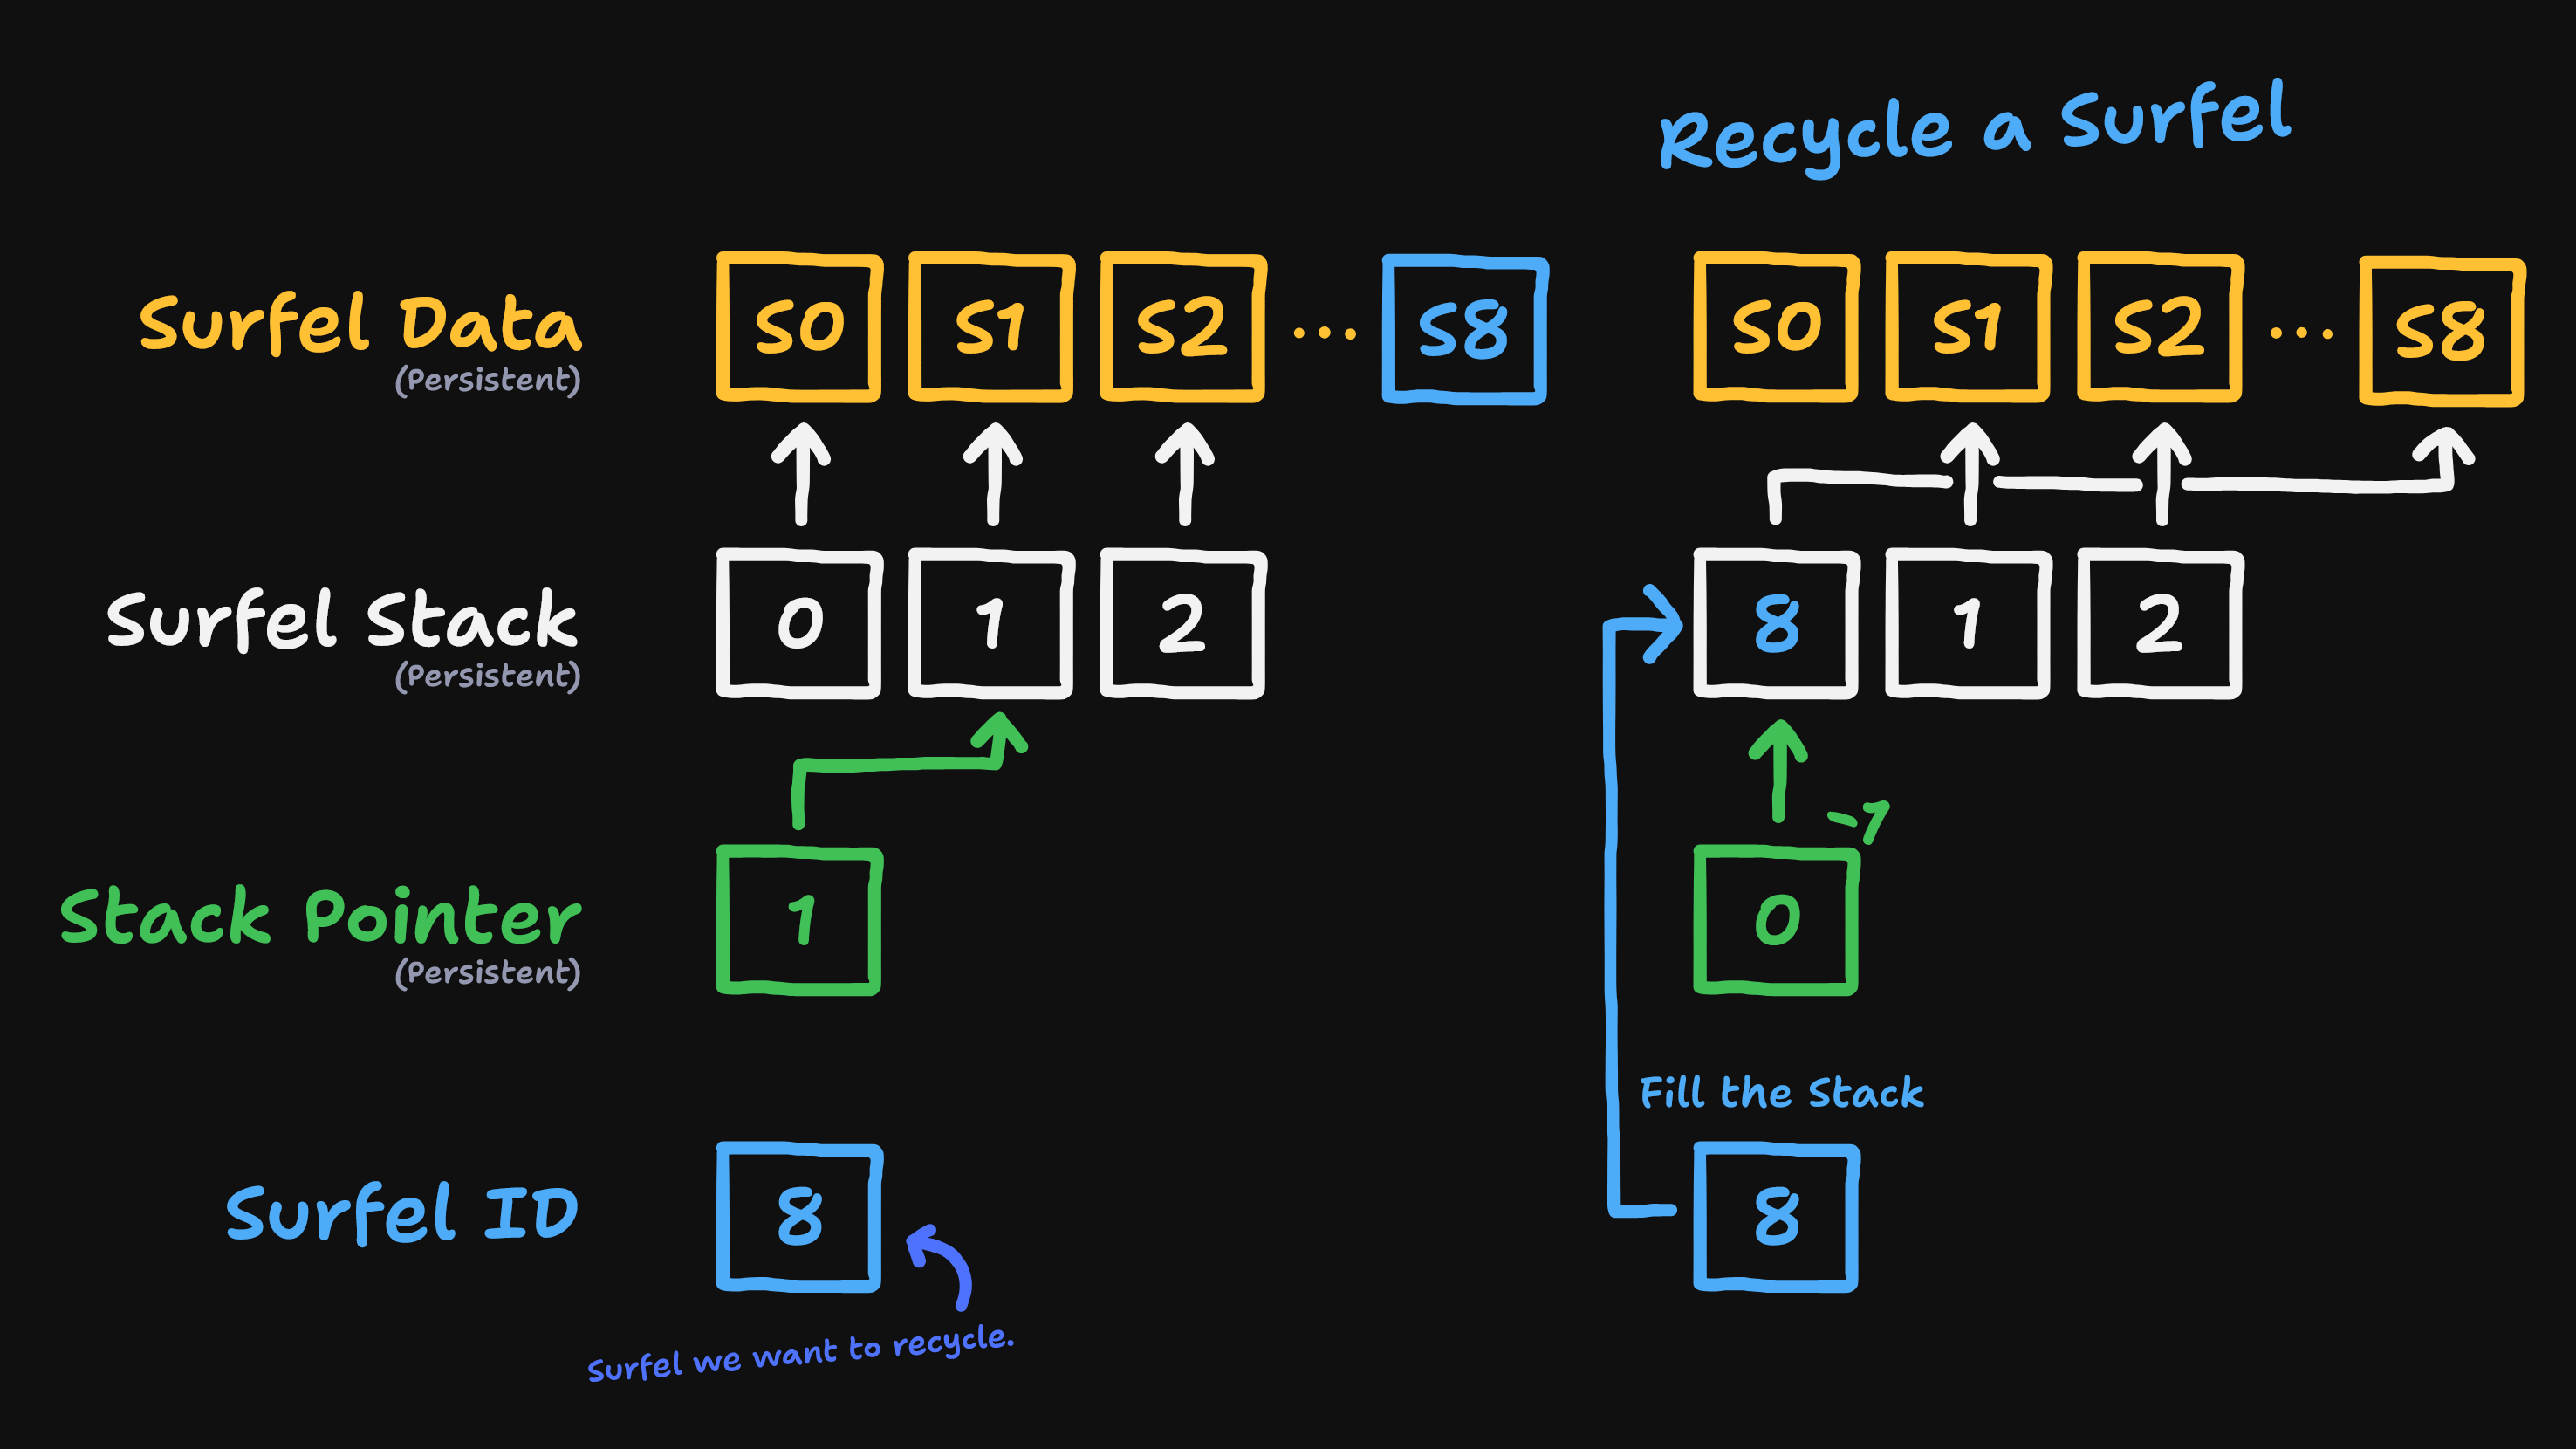 Recycle a Surfel
Surfel Data
(Persistent)
S0 S1 S2 ... S8
S0 S1 S2 ... S8
Surfel Stack
(Persistent)
0 1 2
8 1 2
Stack Pointer
(Persistent)
1
-1
0
Fill the Stack
Surfel ID
8
8
Surfel we want to recycle.